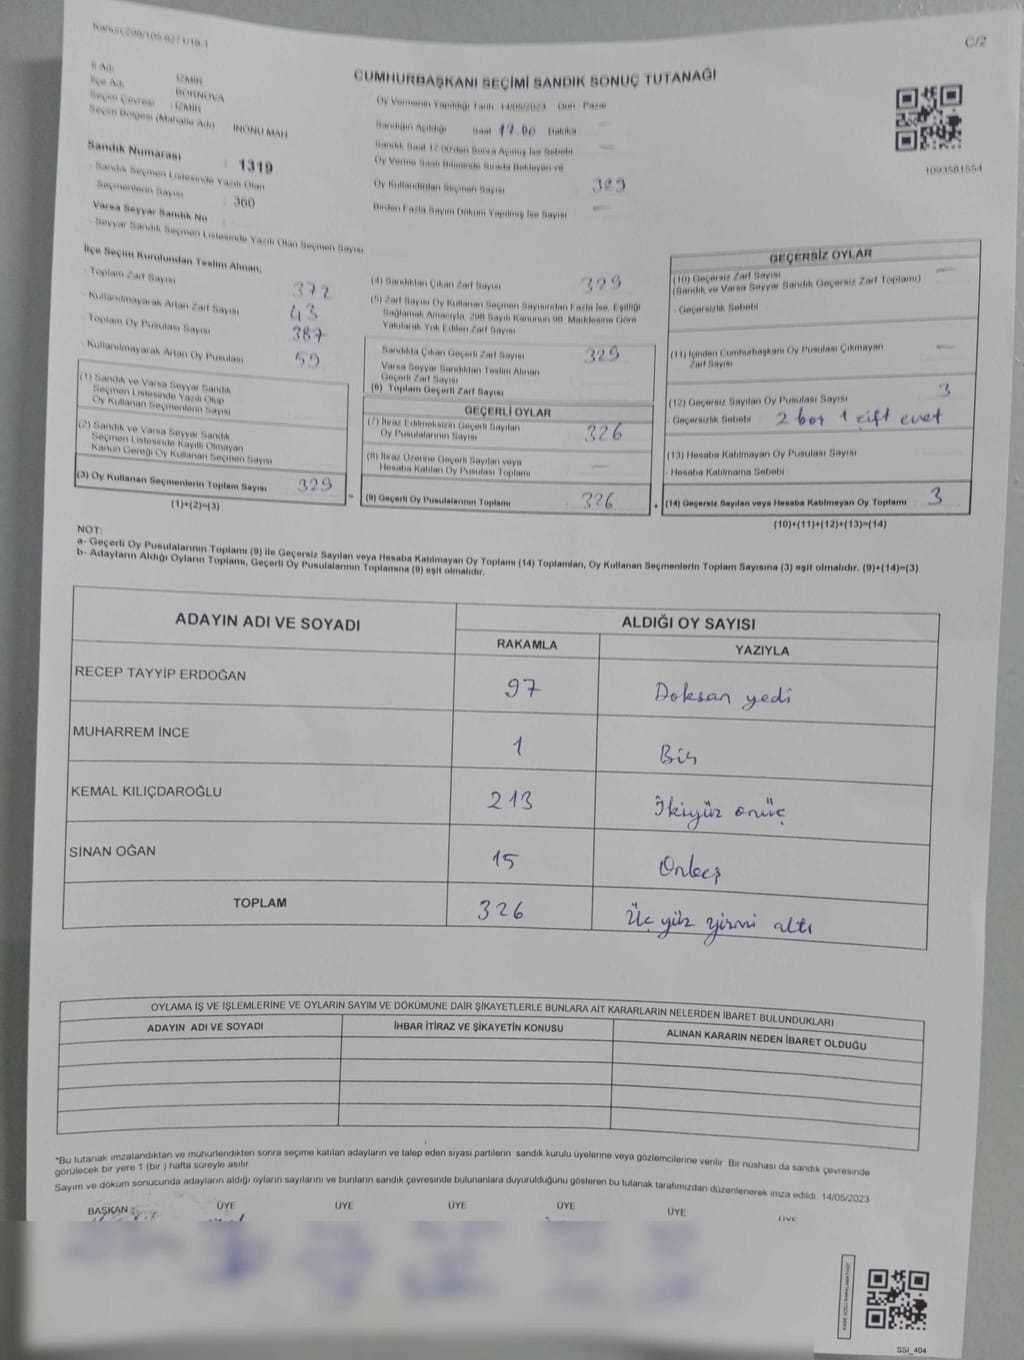 Kanun:298/105,0271/18-1
C/2
CUMHURBAŞKANI SEÇİMİ SANDIK SONUÇ TUTANAĞI
İl Adı : İZMİR
İlçe Adı : BORNOVA
Seçim Çevresi : İZMİR
Seçim Bölgesi (Mahalle Adı) İNÖNÜ MAH
Sandık Numarası : 1319
- Sandık Seçmen Listesinde Yazılı Olan
Seçmenlerin Sayısı : 360
Varsa Seyyar Sandık No
- Seyyar Sandık Seçmen Listesinde Yazılı Olan Seçmen Sayısı
Oy Vermenin Yapıldığı Tarih 14/05/2023 Gün Pazar
Sandığın Açıldığı Saat 17.00 Dakika
Sandık Saat 17:00'den Sonra Açılmış İse Sebebi
Oy Verme Saati Bitiminde Sırada Bekleyen ve
Oy Kullandırılan Seçmen Sayısı 329
Birden Fazla Sayım Döküm Yapılmış İse Sayısı
1093581554
İlçe Seçim Kurulundan Teslim Alınan;
- Toplam Zarf Sayısı 372
- Kullanılmayarak Artan Zarf Sayısı 43
- Toplam Oy Pusulası Sayısı 387
- Kullanılmayarak Artan Oy Pusulası 59
(1) Sandık ve Varsa Seyyar Sandık
Seçmen Listesinde Yazılı Olup
Oy Kullanan Seçmenlerin Sayısı
(2) Sandık ve Varsa Seyyar Sandık
Seçmen Listesinde Kayıtlı Olmayan
Kanun Gereği Oy Kullanan Seçmen Sayısı
(3) Oy Kullanan Seçmenlerin Toplam Sayısı 329
(1)+(2)=(3)
(4) Sandıktan Çıkan Zarf Sayısı 329
(5) Zarf Sayısı Oy Kullanan Seçmen Sayısından Fazla İse, Eşitliği
Sağlamak Amacıyla, 298 Sayılı Kanunun 98. Maddesine Göre
Yakılarak Yok Edilen Zarf Sayısı
Sandıkta Çıkan Geçerli Zarf Sayısı 329
Varsa Seyyar Sandıktan Teslim Alınan
Geçerli Zarf Sayısı
(6) Toplam Geçerli Zarf Sayısı
GEÇERLİ OYLAR
(7) İtiraz Edilmeksizin Geçerli Sayılan
Oy Pusulalarının Sayısı 326
(8) İtiraz Üzerine Geçerli Sayılan veya
Hesaba Katılan Oy Pusulası Toplamı
(9) Geçerli Oy Pusulalarının Toplamı 326
GEÇERSİZ OYLAR
(10) Geçersiz Zarf Sayısı
(Sandık ve Varsa Seyyar Sandık Geçersiz Zarf Toplamı)
- Geçersizlik Sebebi
(11) İçinden Cumhurbaşkanı Oy Pusulası Çıkmayan
Zarf Sayısı
(12) Geçersiz Sayılan Oy Pusulası Sayısı 3
- Geçersizlik Sebebi 2 boş 1 çift evet
(13) Hesaba Katılmayan Oy Pusulası Sayısı
- Hesaba Katılmama Sebebi
(14) Geçersiz Sayılan veya Hesaba Katılmayan Oy Toplamı 3
(10)+(11)+(12)+(13)=(14)
NOT:
a- Geçerli Oy Pusulalarının Toplamı (9) ile Geçersiz Sayılan veya Hesaba Katılmayan Oy Toplamı (14) Toplamları, Oy Kullanan Seçmenlerin Toplam Sayısına (3) eşit olmalıdır. (9)+(14)=(3)
b- Adayların Aldığı Oyların Toplamı, Geçerli Oy Pusulalarının Toplamına (9) eşit olmalıdır.
ADAYIN ADI VE SOYADI
ALDIĞI OY SAYISI
RAKAMLA YAZIYLA
RECEP TAYYİP ERDOĞAN 97 Doksan yedi
MUHARREM İNCE 1 Bir
KEMAL KILIÇDAROĞLU 213 İkiyüz onüç
SİNAN OĞAN 15 Onbeş
TOPLAM 326 Üç yüz yirmi altı
OYLAMA İŞ VE İŞLEMLERİNE VE OYLARIN SAYIM VE DÖKÜMÜNE DAİR ŞİKAYETLERLE BUNLARA AİT KARARLARIN NELERDEN İBARET BULUNDUKLARI
ADAYIN ADI VE SOYADI İHBAR İTİRAZ VE ŞİKAYETİN KONUSU ALINAN KARARIN NEDEN İBARET OLDUĞU
*Bu tutanak imzalandıktan ve mühürlendikten sonra seçime katılan adayların ve talep eden siyasi partilerin sandık kurulu üyelerine veya gözlemcilerine verilir. Bir nüshası da sandık çevresinde
görülecek bir yere 1 (bir ) hafta süreyle asılır
Sayım ve döküm sonucunda adayların aldığı oyların sayılarını ve bunların sandık çevresinde bulunanlara duyurulduğunu gösteren bu tutanak tarafımızdan düzenlenerek imza edildi. 14/05/2023
BAŞKAN ÜYE ÜYE ÜYE ÜYE ÜYE ÜYE
SSI_404